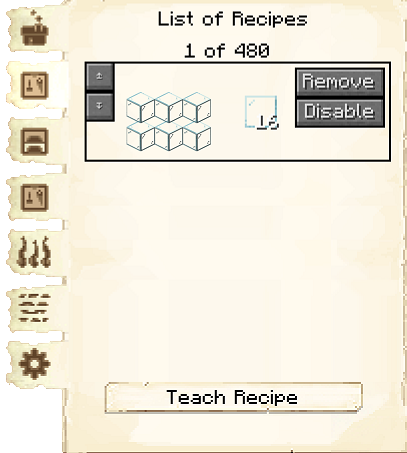 List of Recipes
1 of 480
Remove
Disable
16
Teach Recipe